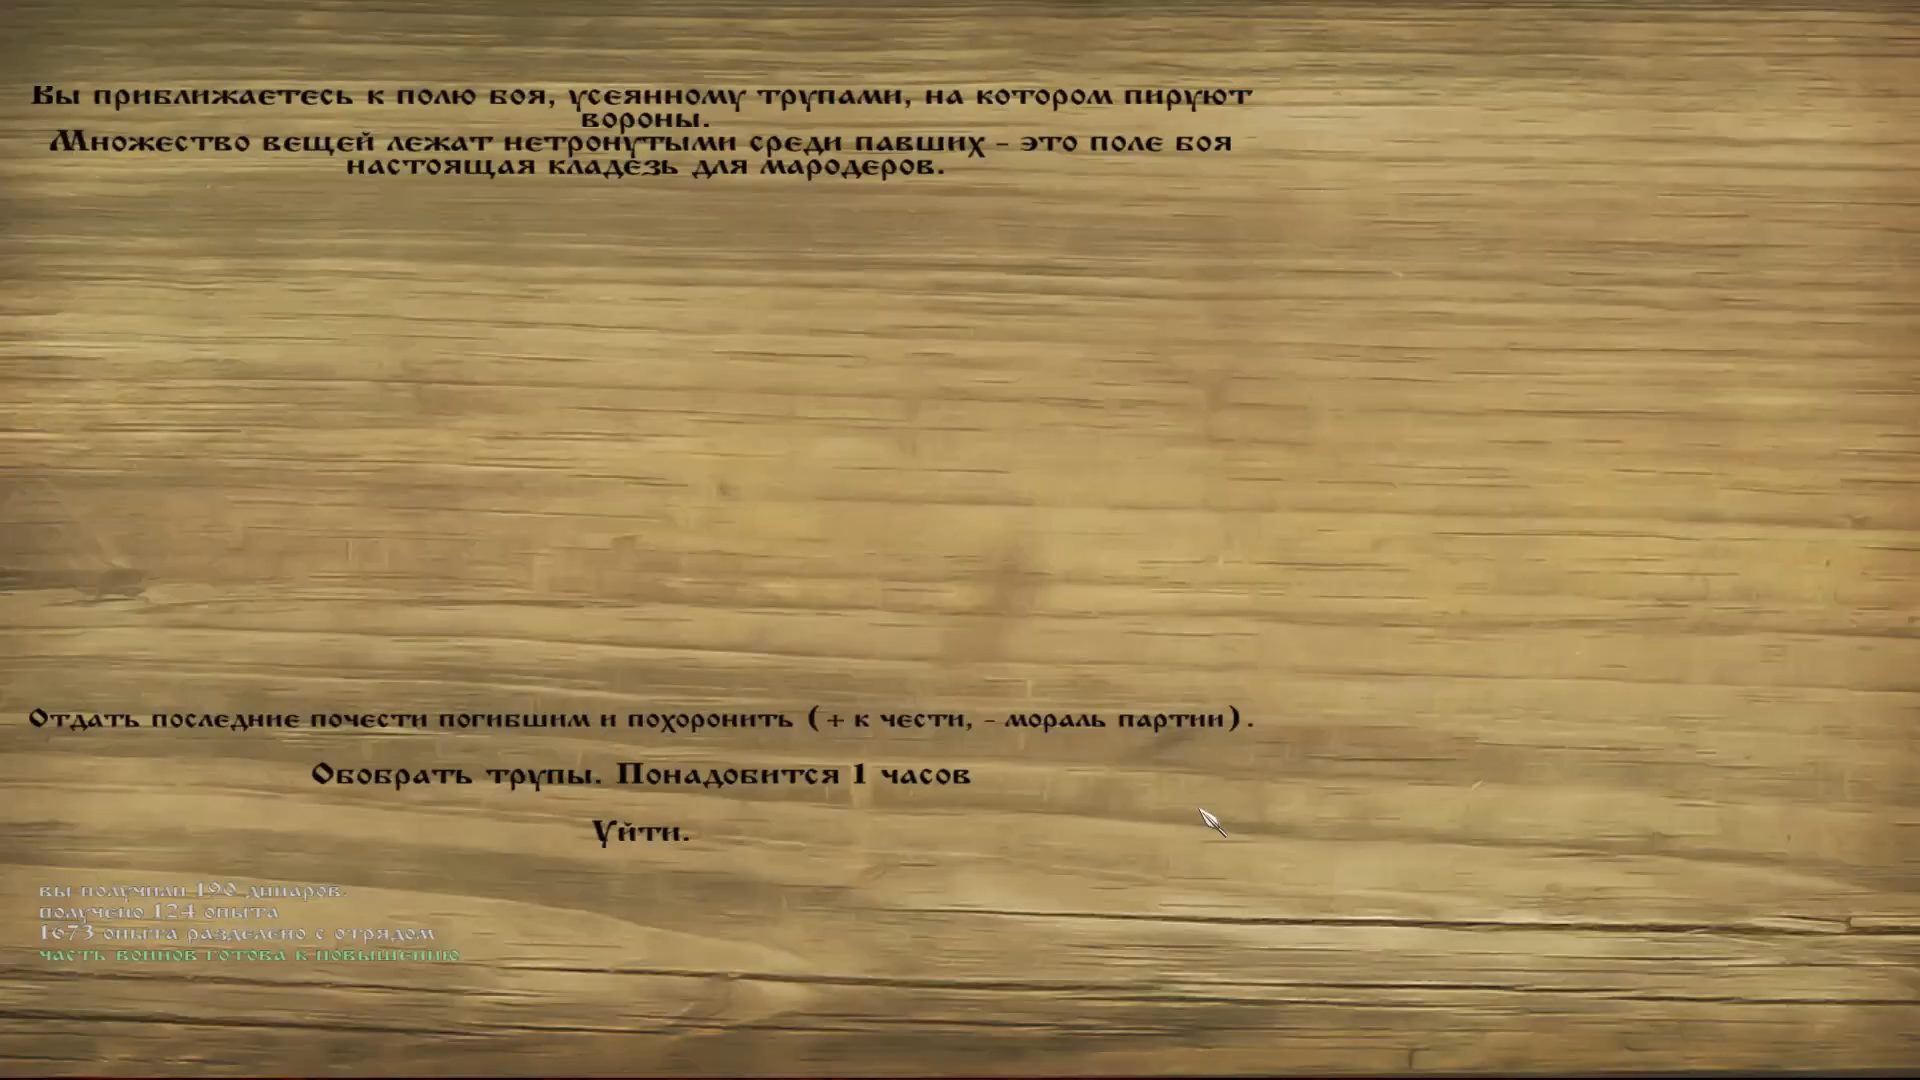 Вы приближаетесь к полю боя, усеянному трупами, на котором пируют
вороны.
Множество вещей лежат нетронутыми среди павших - это поле боя
настоящая кладезь для мародеров.
Отдать последние почести погибшим и похоронить (+ к чести, - мораль партии).
Обобрать трупы. Понадобится 1 часов
Уйти.
вы получили 190 динаров.
получено 124 опыта
1673 опыта разделено с отрядом
часть воинов готова к повышению